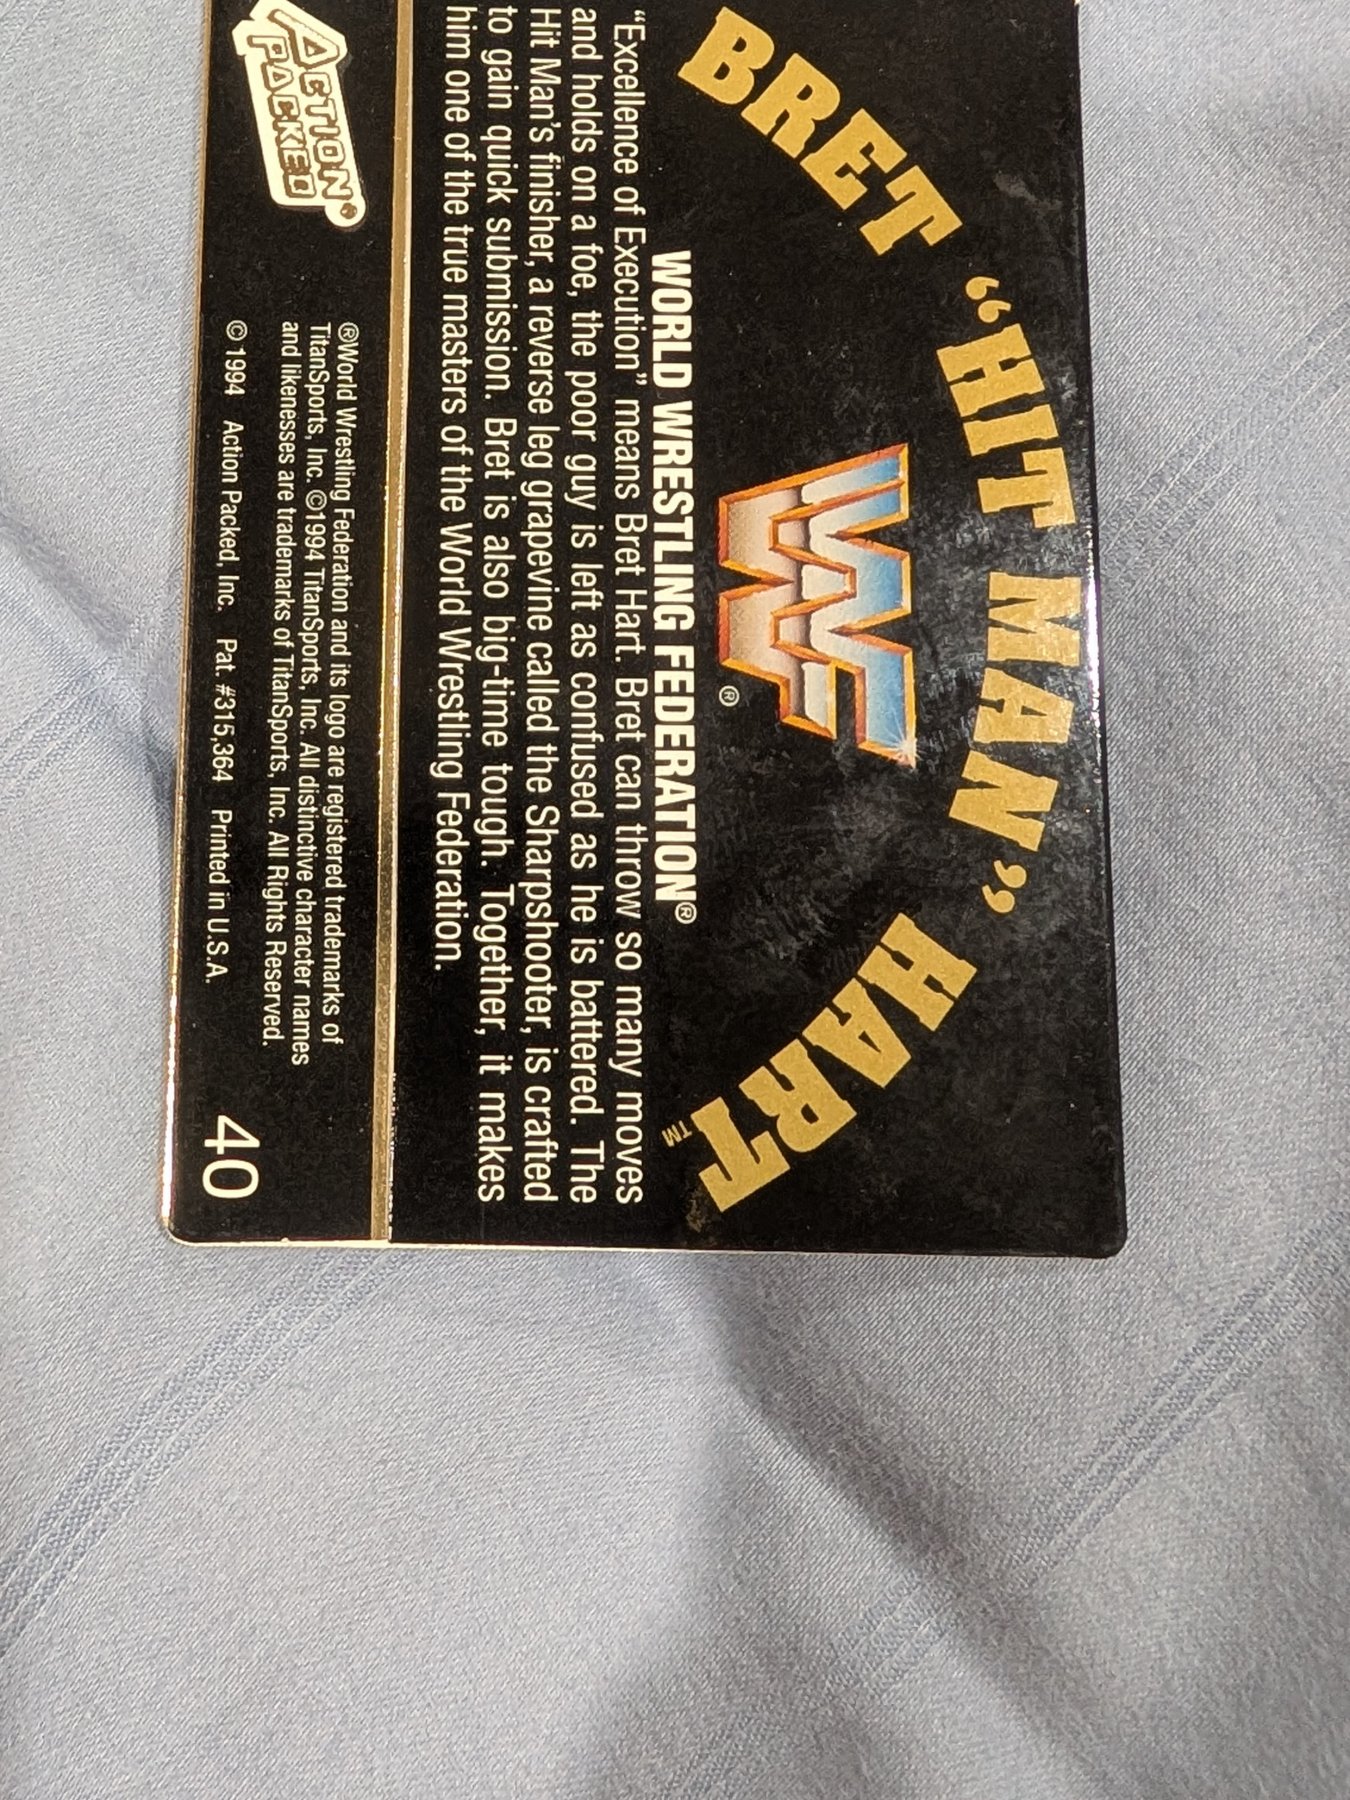 BRET “HIT MAN” HART™
WF
®
WORLD WRESTLING FEDERATION®
“Excellence of Execution” means Bret Hart. Bret can throw so many moves
and holds on a foe, the poor guy is left as confused as he is battered. The
Hit Man’s finisher, a reverse leg grapevine called the Sharpshooter, is crafted
to gain quick submission. Bret is also big-time tough. Together, it makes
him one of the true masters of the World Wrestling Federation.
ACTION
PACKED®
®World Wrestling Federation and its logo are registered trademarks of
TitanSports, Inc. ©1994 TitanSports, Inc. All distinctive character names
and likenesses are trademarks of TitanSports, Inc. All Rights Reserved.
© 1994 Action Packed, Inc. Pat. #315,364 Printed in U.S.A.
40